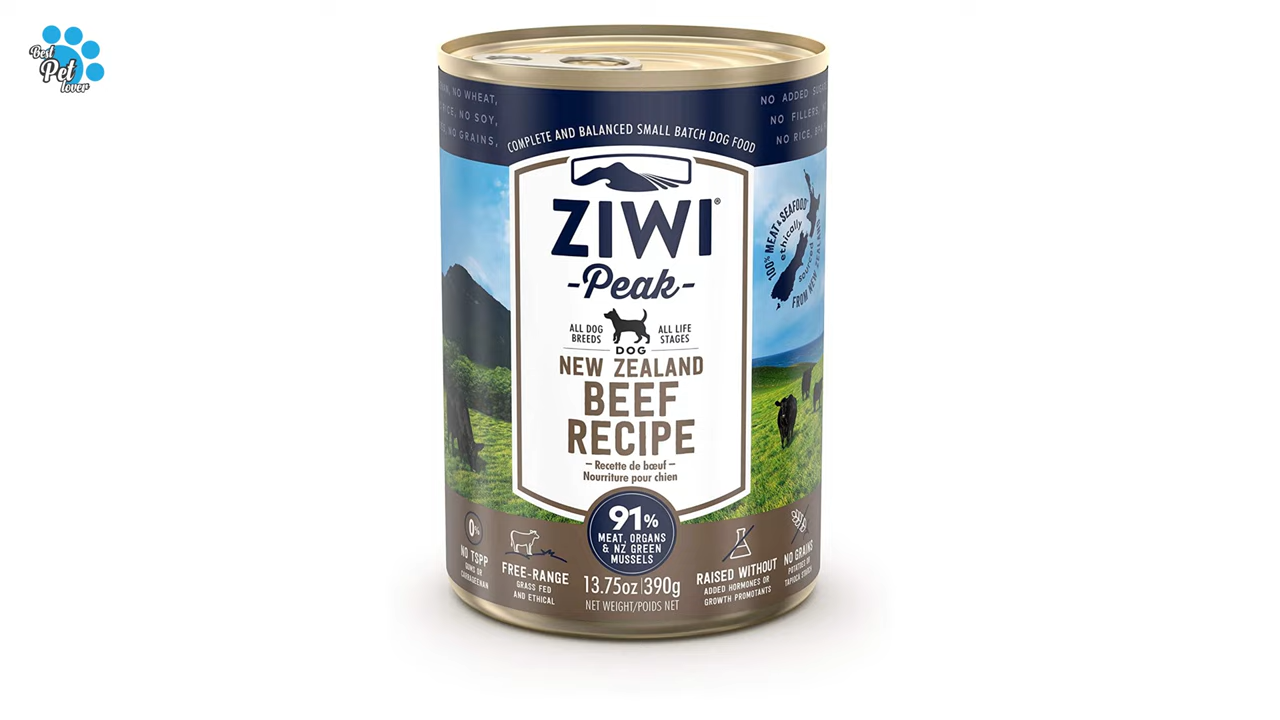 Best
Pet
lover
NO WHEAT,
NO SOY,
NO GRAINS,
COMPLETE AND BALANCED SMALL BATCH DOG FOOD
NO ADDED
NO FILLERS,
NO RICE,
ZIWI®
-Peak-
100% MEAT & SEAFOOD
ethically
sourced
FROM NEW ZEALAND
ALL DOG BREEDS
ALL LIFE STAGES
DOG
NEW ZEALAND
BEEF
RECIPE
– Recette de bœuf –
Nourriture pour chien
91%
MEAT, ORGANS
& NZ GREEN
MUSSELS
0%
NO TSPP
GUMS OR
CARRAGEENAN
FREE-RANGE
GRASS FED
AND ETHICAL
13.75oz|390g
NET WEIGHT/POIDS NET
RAISED WITHOUT
ADDED HORMONES OR
GROWTH PROMOTANTS
NO GRAINS
POTATOES OR
TAPIOCA STARCH